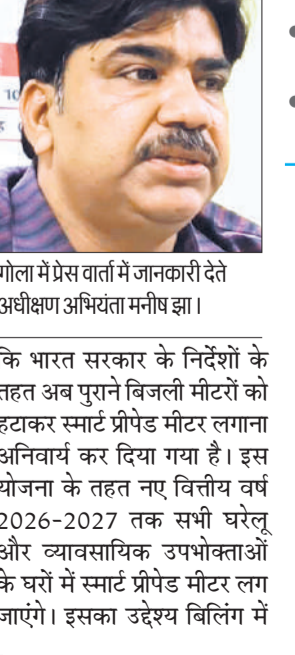 10
गोला में प्रेस वार्ता में जानकारी देते
अधीक्षण अभियंता मनीष झा।
कि भारत सरकार के निर्देशों के
तहत अब पुराने बिजली मीटरों को
हटाकर स्मार्ट प्रीपेड मीटर लगाना
अनिवार्य कर दिया गया है। इस
योजना के तहत नए वित्तीय वर्ष
2026-2027 तक सभी घरेलू
और व्यावसायिक उपभोक्ताओं
के घरों में स्मार्ट प्रीपेड मीटर लग
जाएंगे। इसका उद्देश्य बिलिंग में